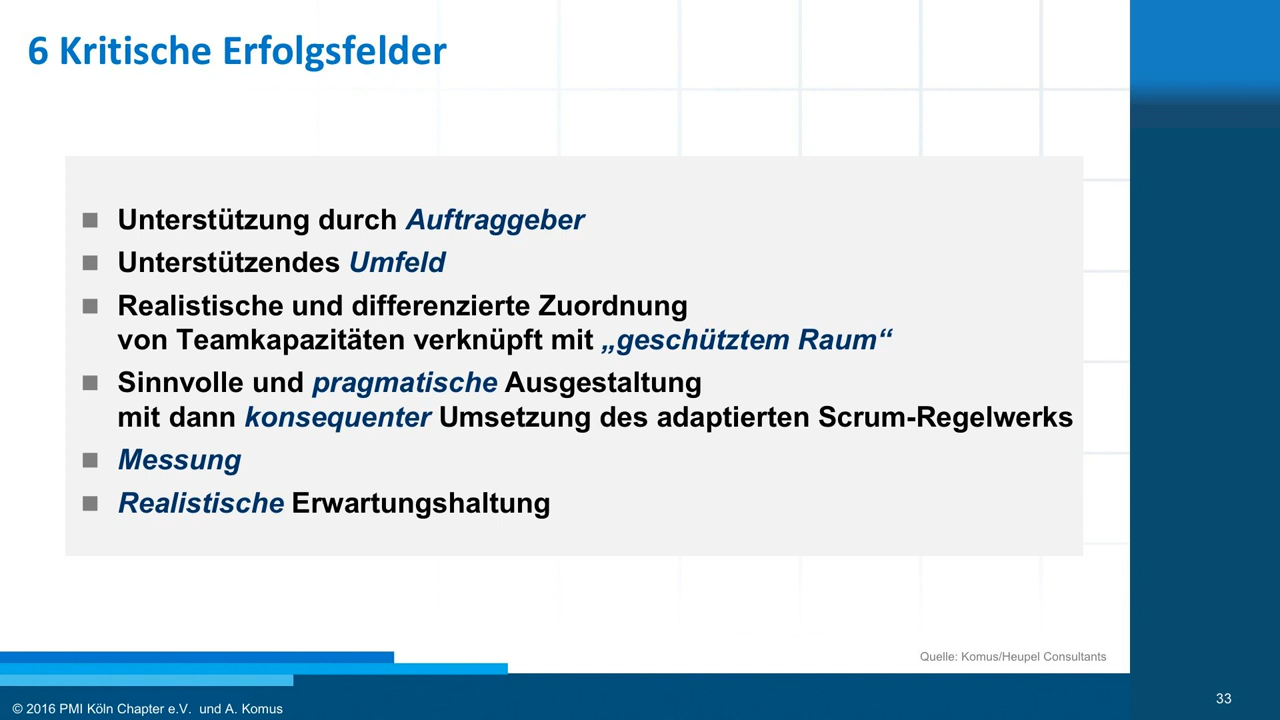 6 Kritische Erfolgsfelder
Unterstützung durch Auftraggeber
Unterstützendes Umfeld
Realistische und differenzierte Zuordnung
von Teamkapazitäten verknüpft mit „geschütztem Raum“
Sinnvolle und pragmatische Ausgestaltung
mit dann konsequenter Umsetzung des adaptierten Scrum-Regelwerks
Messung
Realistische Erwartungshaltung
Quelle: Komus/Heupel Consultants
© 2016 PMI Köln Chapter e.V. und A. Komus
33